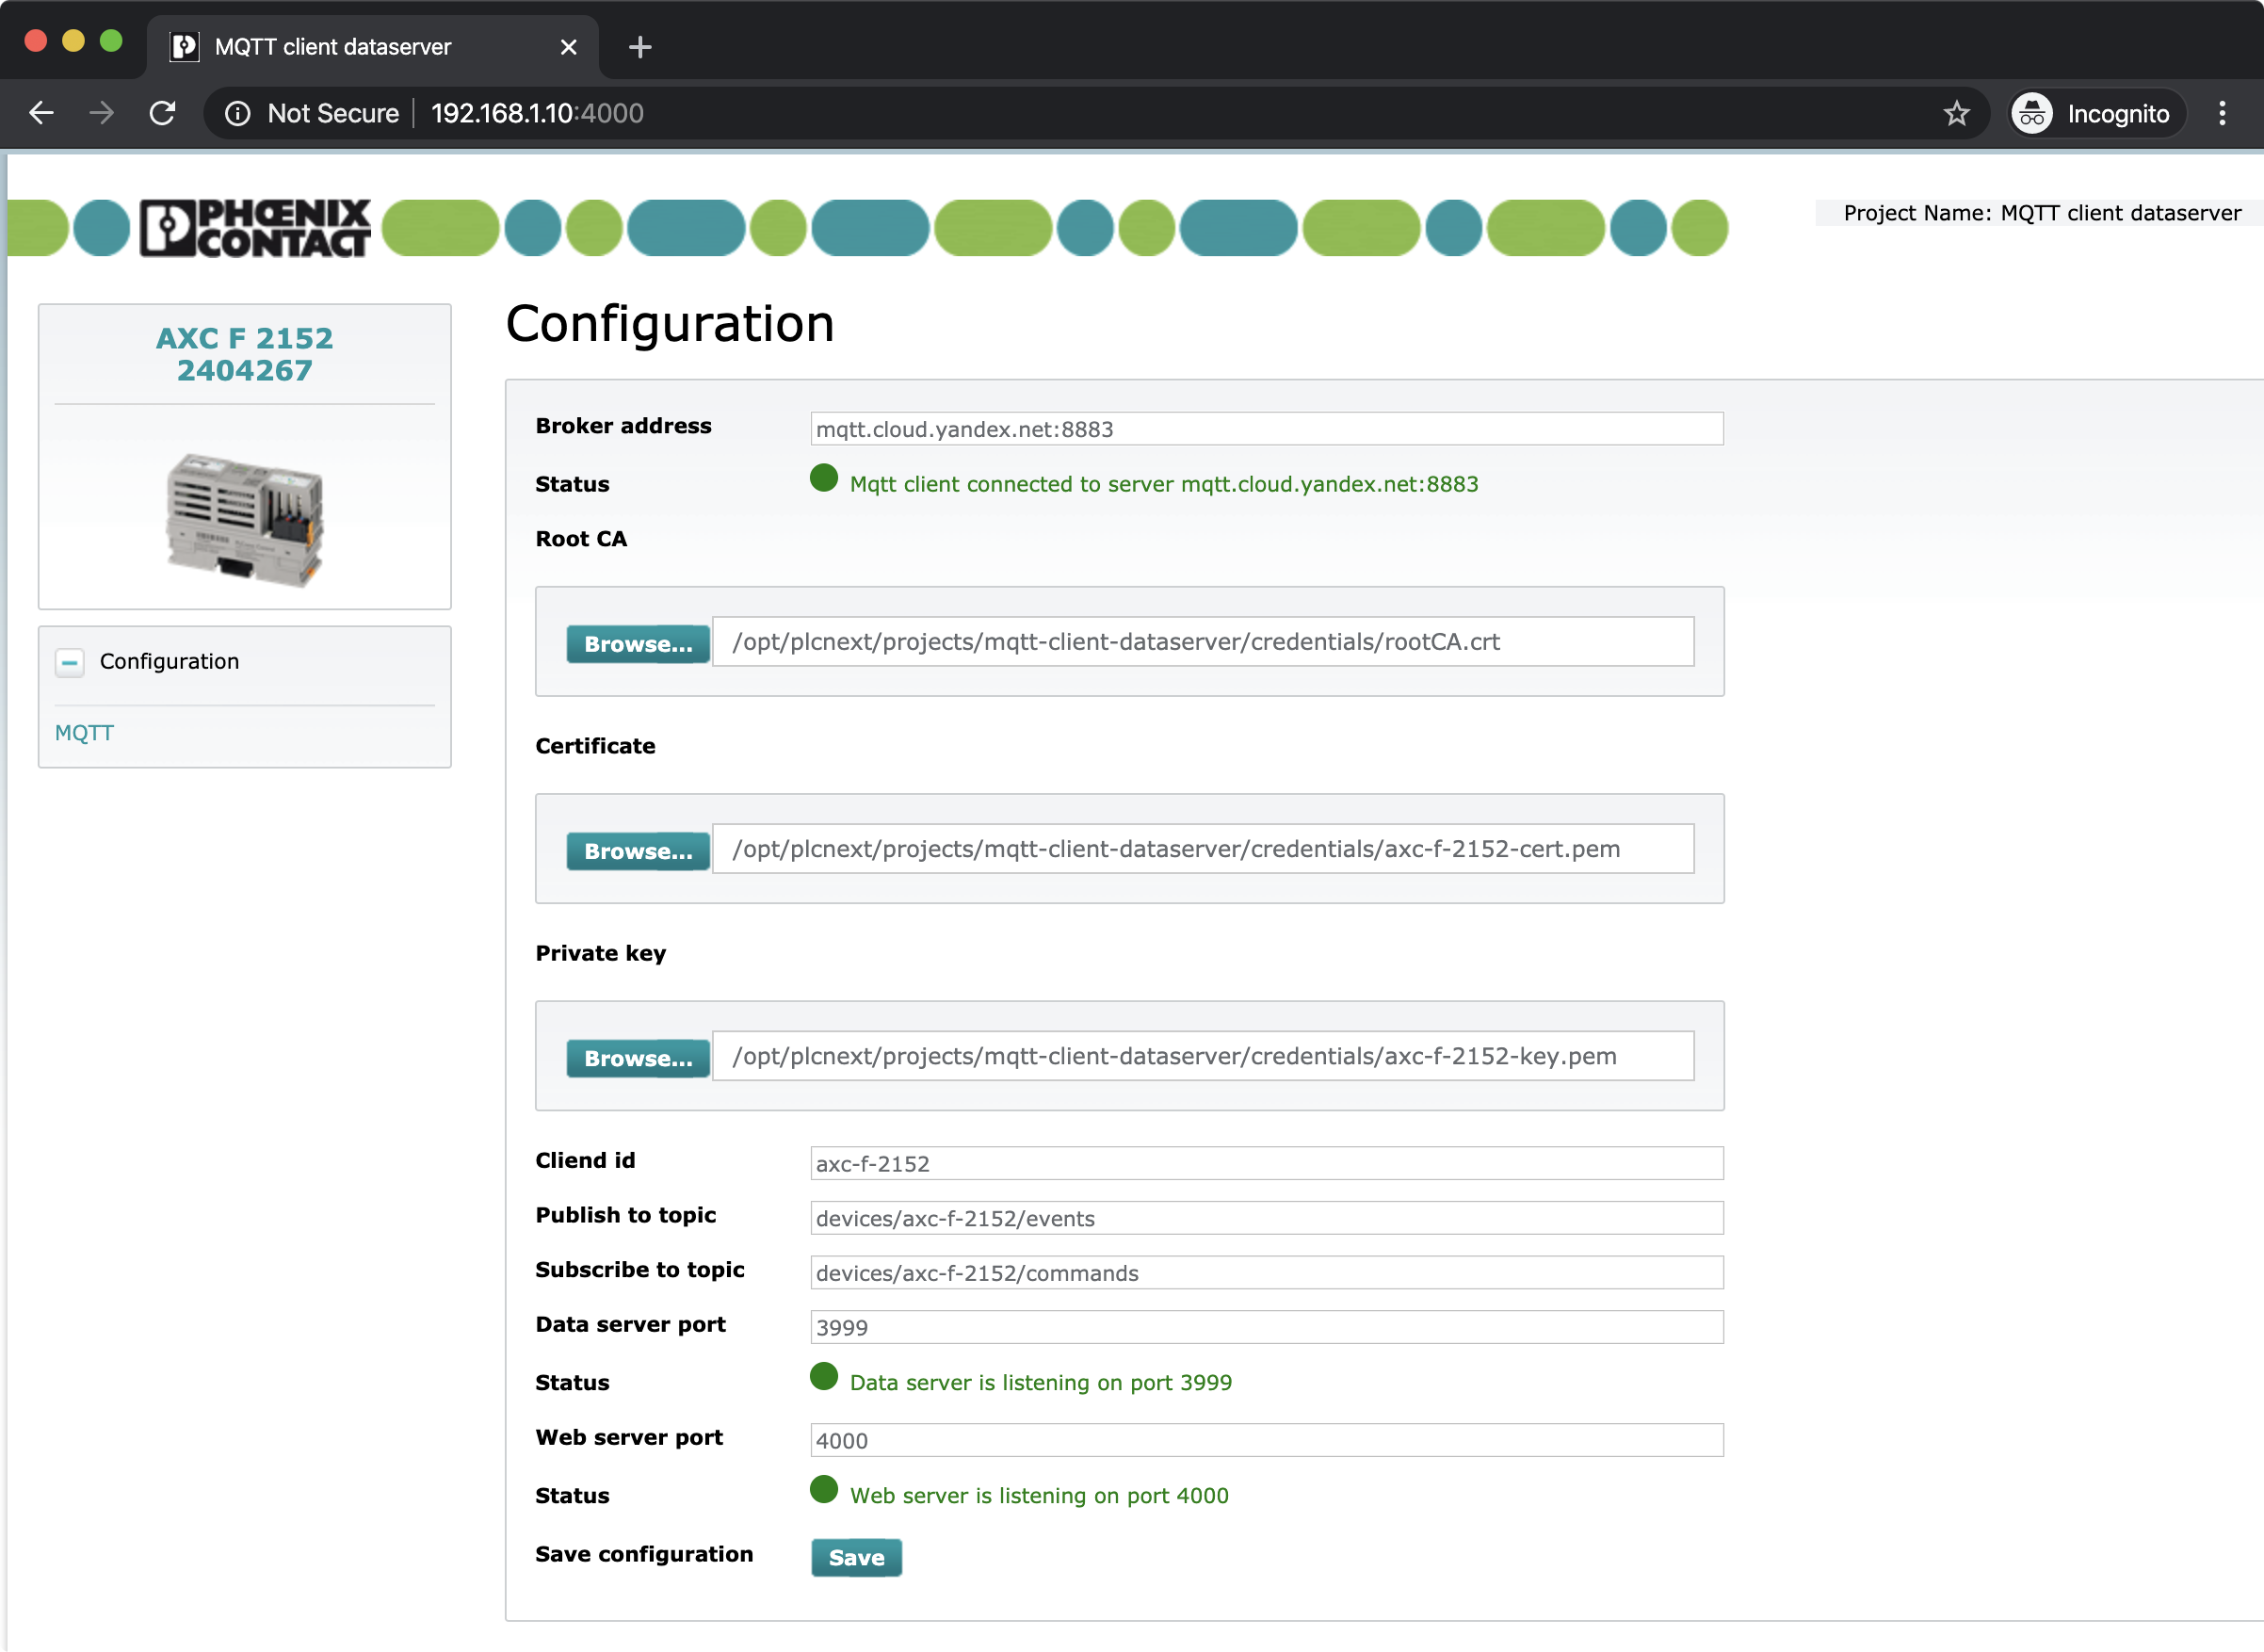 MQTT client dataserver
Not Secure 192.168.1.10:4000
Incognito
PHŒNIX
CONTACT
Project Name: MQTT client dataserver
AXC F 2152
2404267
Configuration
MQTT
Configuration
Broker address mqtt.cloud.yandex.net:8883
Status Mqtt client connected to server mqtt.cloud.yandex.net:8883
Root CA
Browse... /opt/plcnext/projects/mqtt-client-dataserver/credentials/rootCA.crt
Certificate
Browse... /opt/plcnext/projects/mqtt-client-dataserver/credentials/axc-f-2152-cert.pem
Private key
Browse... /opt/plcnext/projects/mqtt-client-dataserver/credentials/axc-f-2152-key.pem
Cliend id axc-f-2152
Publish to topic devices/axc-f-2152/events
Subscribe to topic devices/axc-f-2152/commands
Data server port 3999
Status Data server is listening on port 3999
Web server port 4000
Status Web server is listening on port 4000
Save configuration Save